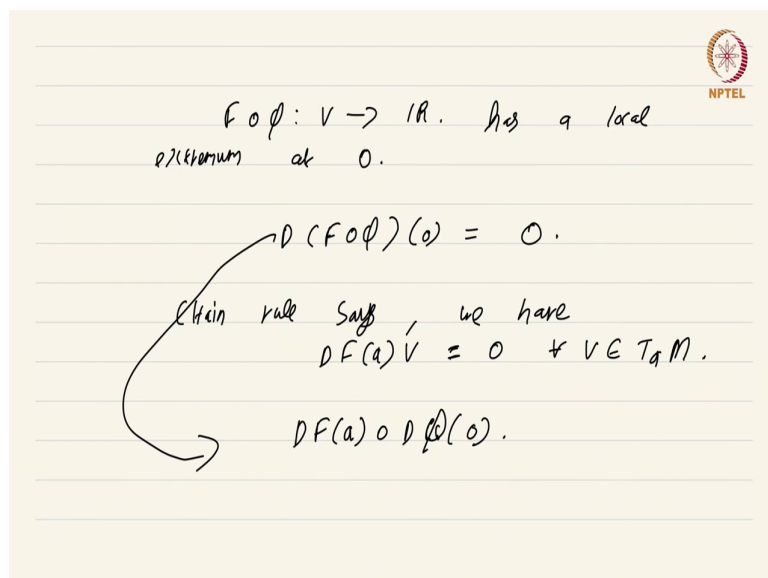 NPTEL
F o φ : V → IR. has a local
extremum at 0.
D (F o φ) (0) = 0.
Chain rule says, we have
DF(a) V = 0 ∀ V ∈ TaM.
DF(a) o Dφ(0).